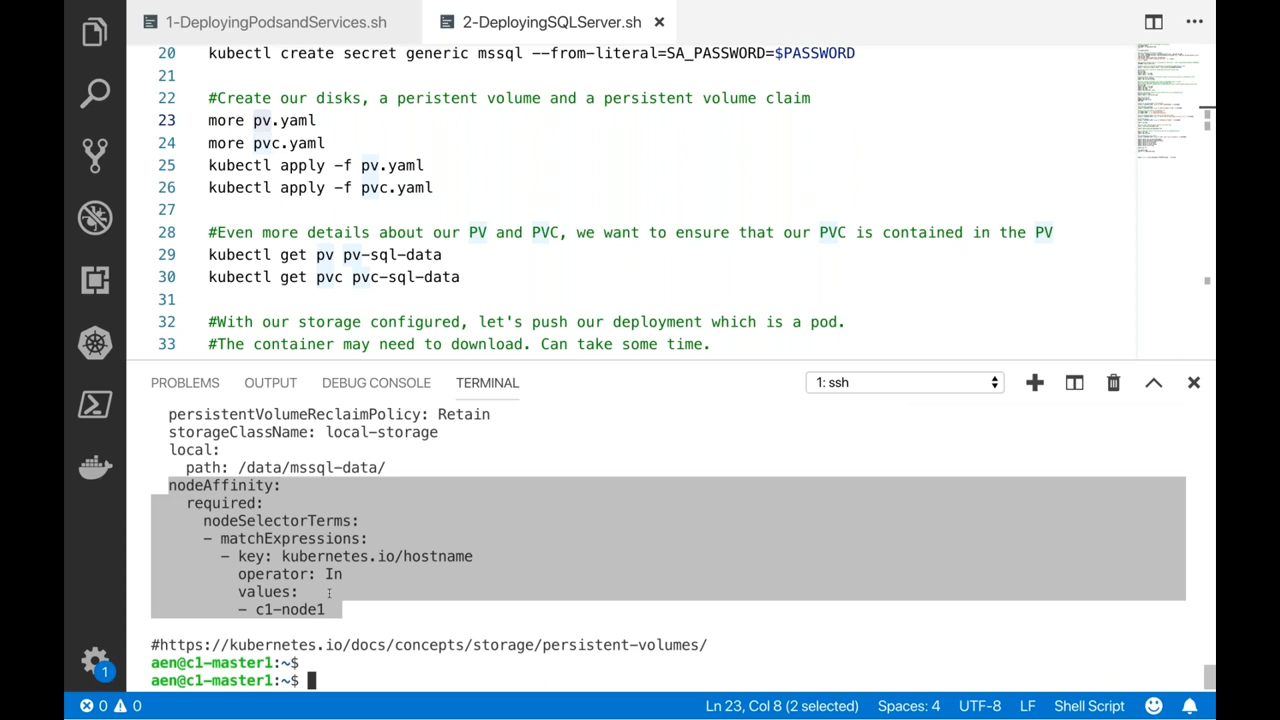 1-DeployingPodsandServices.sh
2-DeployingSQLServer.sh
20 kubectl create secret generic mssql --from-literal=SA_PASSWORD=$PASSWORD
21
22 #Create our disks, a perisent volume and a persistent volume claim
23 more pv.yaml
24 more pvc.yaml
25 kubectl apply -f pv.yaml
26 kubectl apply -f pvc.yaml
27
28 #Even more details about our PV and PVC, we want to ensure that our PVC is contained in the PV
29 kubectl get pv pv-sql-data
30 kubectl get pvc pvc-sql-data
31
32 #With our storage configured, let's push our deployment which is a pod.
33 #The container may need to download. Can take some time.
PROBLEMS OUTPUT DEBUG CONSOLE TERMINAL 1: ssh
persistentVolumeReclaimPolicy: Retain
storageClassName: local-storage
local:
path: /data/mssql-data/
nodeAffinity:
required:
nodeSelectorTerms:
- matchExpressions:
- key: kubernetes.io/hostname
operator: In
values:
- c1-node1
#https://kubernetes.io/docs/concepts/storage/persistent-volumes/
aen@c1-master1:~$
aen@c1-master1:~$
1
0 0 Ln 23, Col 8 (2 selected) Spaces: 4 UTF-8 LF Shell Script